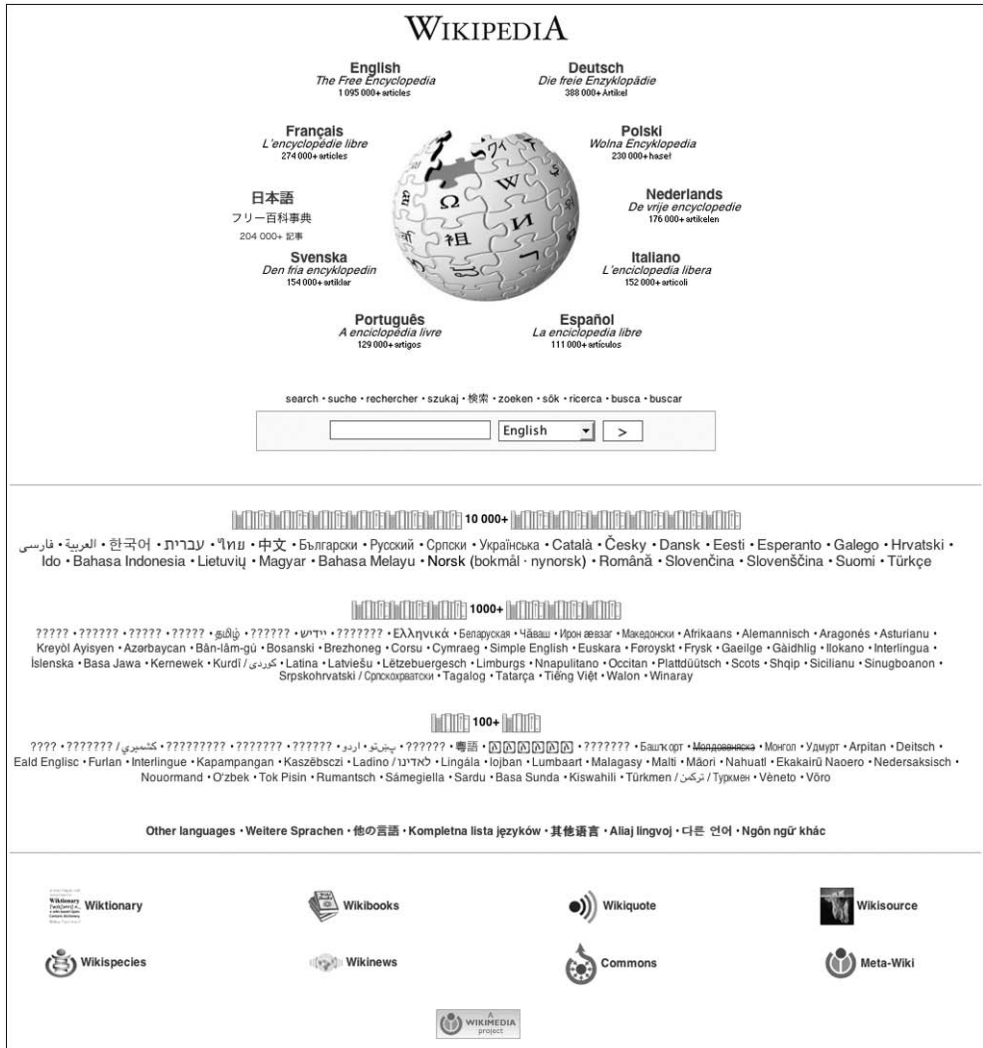 WIKIPEDIA
English
The Free Encyclopedia
1 095 000+ articles
Deutsch
Die freie Enzyklopädie
388 000+ Artikel
Français
L'encyclopédie libre
274 000+ articles
Polski
Wolna Encyklopedia
230 000+ haseł
日本語
フリー百科事典
204 000+ 記事
Nederlands
De vrije encyclopedie
176 000+ artikelen
Svenska
Den fria encyklopedin
154 000+ artiklar
Italiano
L'enciclopedia libera
152 000+ articoli
Português
A enciclopédia livre
129 000+ artigos
Español
La enciclopedia libre
111 000+ artículos
search • suche • rechercher • szukaj • 検索 • zoeken • sök • ricerca • busca • buscar
English >
10 000+
العربية • فارسی • 한국어 • עברית • ไทย • 中文 • Български • Русский • Српски • Українська • Català • Česky • Dansk • Eesti • Esperanto • Galego • Hrvatski •
Ido • Bahasa Indonesia • Lietuvių • Magyar • Bahasa Melayu • Norsk (bokmål · nynorsk) • Română • Slovenčina • Slovenščina • Suomi • Türkçe
1000+
????? • ?????? • ????? • ????? • தமிழ் • ?????? • ייִדיש • ??????? • Ελληνικά • Беларуская • Чăваш • Ирон æвзаг • Македонски • Afrikaans • Alemannisch • Aragonés • Asturianu •
Kreyòl Ayisyen • Azərbaycan • Bân-lâm-gú • Bosanski • Brezhoneg • Corsu • Cymraeg • Simple English • Euskara • Føroyskt • Frysk • Gaeilge • Gàidhlig • Ilokano • Interlingua •
Íslenska • Basa Jawa • Kernewek • Kurdî / كوردی • Latina • Latviešu • Lëtzebuergesch • Limburgs • Nnapulitano • Occitan • Plattdüütsch • Scots • Shqip • Sicilianu • Sinugboanon •
Srpskohrvatski / Српскохрватски • Tagalog • Tatarça • Tiếng Việt • Walon • Winaray
100+
???? • ??????? / كشميري • ????????? • ??????? • ?????? • اردو • پښتو • ?????? • 粵語 • ??????? • Башҡорт • Молдовеняскэ • Монгол • Удмурт • Arpitan • Deitsch •
Eald Englisc • Furlan • Interlingue • Kapampangan • Kaszëbsczi • Ladino / לאדינו • Lingála • lojban • Lumbaart • Malagasy • Malti • Māori • Nahuatl • Ekakairũ Naoero • Nedersaksisch •
Nouormand • O'zbek • Tok Pisin • Rumantsch • Sámegiella • Sardu • Basa Sunda • Kiswahili • Türkmen / تركمن / Туркмен • Vèneto • Võro
Other languages • Weitere Sprachen • 他の言語 • Kompletna lista języków • 其他语言 • Aliaj lingvoj • 다른 언어 • Ngôn ngữ khác
Wiktionary
Wikibooks
Wikiquote
Wikisource
Wikispecies
Wikinews
Commons
Meta-Wiki
A
WIKIMEDIA
project